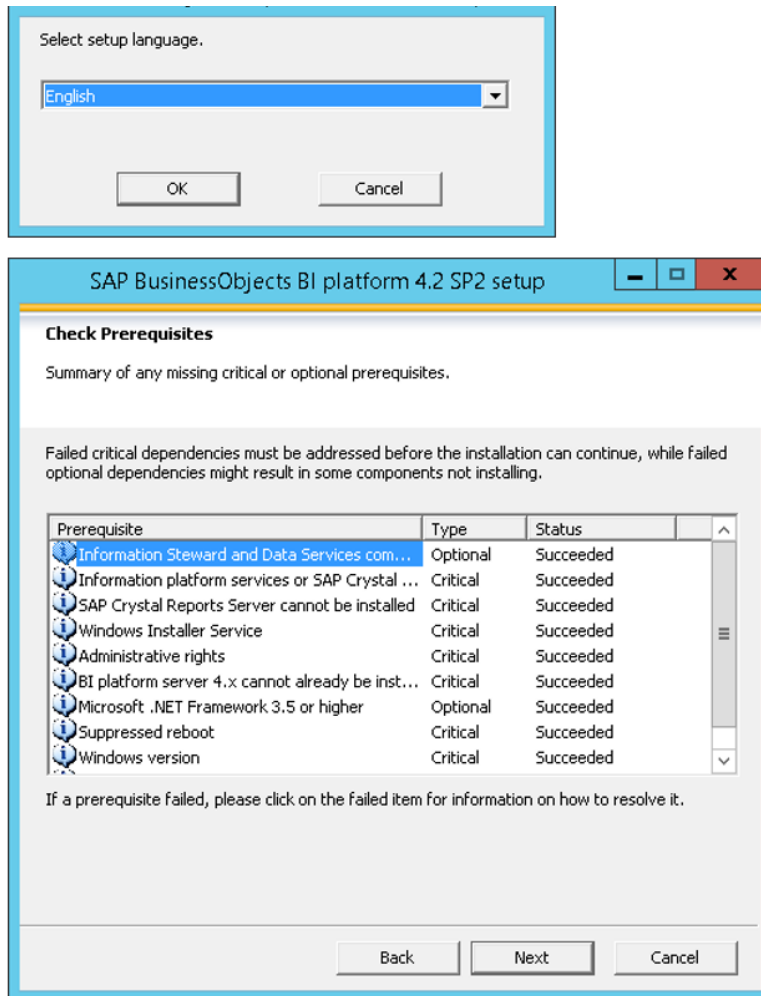 Select setup language.
English
OK Cancel
SAP BusinessObjects BI platform 4.2 SP2 setup
Check Prerequisites
Summary of any missing critical or optional prerequisites.
Failed critical dependencies must be addressed before the installation can continue, while failed
optional dependencies might result in some components not installing.
Prerequisite Type Status
Information Steward and Data Services com... Optional Succeeded
Information platform services or SAP Crystal ... Critical Succeeded
SAP Crystal Reports Server cannot be installed Critical Succeeded
Windows Installer Service Critical Succeeded
Administrative rights Critical Succeeded
BI platform server 4.x cannot already be inst... Critical Succeeded
Microsoft .NET Framework 3.5 or higher Optional Succeeded
Suppressed reboot Critical Succeeded
Windows version Critical Succeeded
If a prerequisite failed, please click on the failed item for information on how to resolve it.
Back Next Cancel